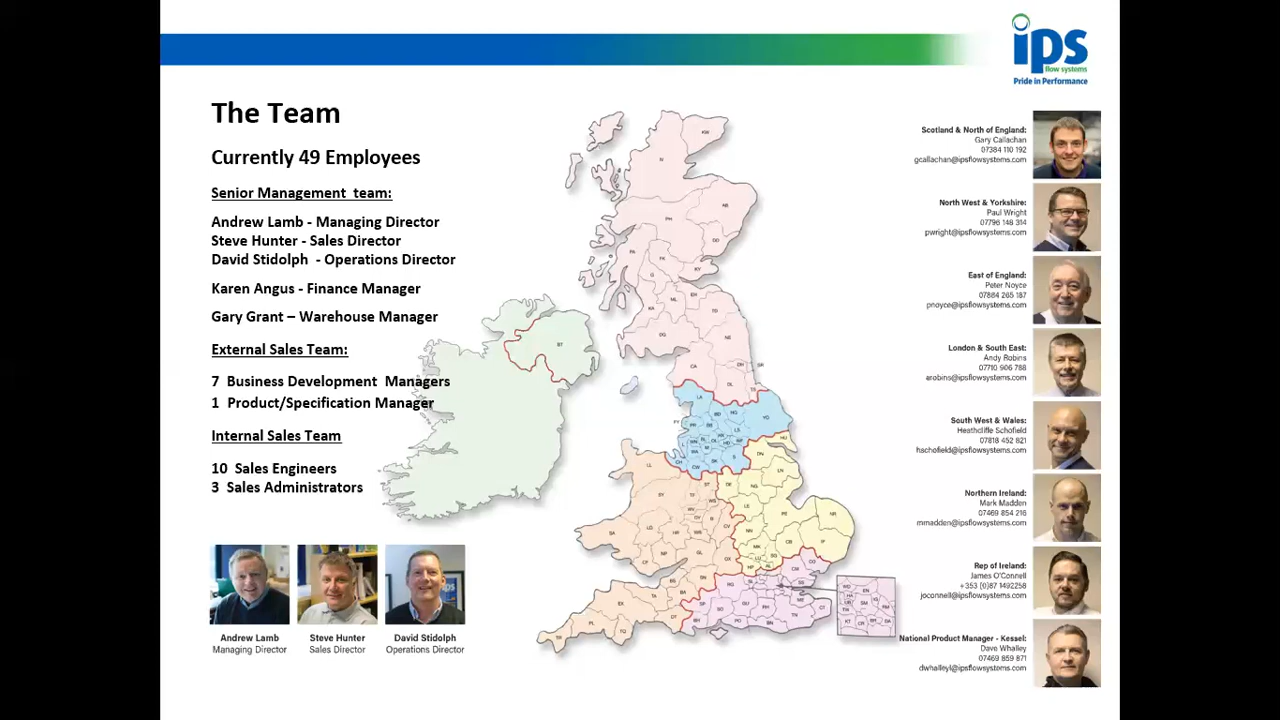 ips
flow systems
Pride in Performance
The Team
Currently 49 Employees
Senior Management team:
Andrew Lamb - Managing Director
Steve Hunter - Sales Director
David Stidolph - Operations Director
Karen Angus - Finance Manager
Gary Grant – Warehouse Manager
External Sales Team:
7 Business Development Managers
1 Product/Specification Manager
Internal Sales Team
10 Sales Engineers
3 Sales Administrators
Andrew Lamb
Managing Director
Steve Hunter
Sales Director
David Stidolph
Operations Director
Scotland & North of England:
Gary Callachan
07384 110 192
gcallachan@ipsflowsystems.com
North West & Yorkshire:
Paul Wright
07796 148 314
pwright@ipsflowsystems.com
East of England:
Peter Noyce
07884 265 187
pnoyce@ipsflowsystems.com
London & South East:
Andy Robins
07710 906 788
arobins@ipsflowsystems.com
South West & Wales:
Heathcliffe Schofield
07818 452 821
hschofield@ipsflowsystems.com
Northern Ireland:
Mark Madden
07469 854 216
mmadden@ipsflowsystems.com
Rep of Ireland:
James O'Connell
+353 (0)87 1492258
joconnell@ipsflowsystems.com
National Product Manager - Kessel:
Dave Whalley
07469 859 871
dwhalleyl@ipsflowsystems.com